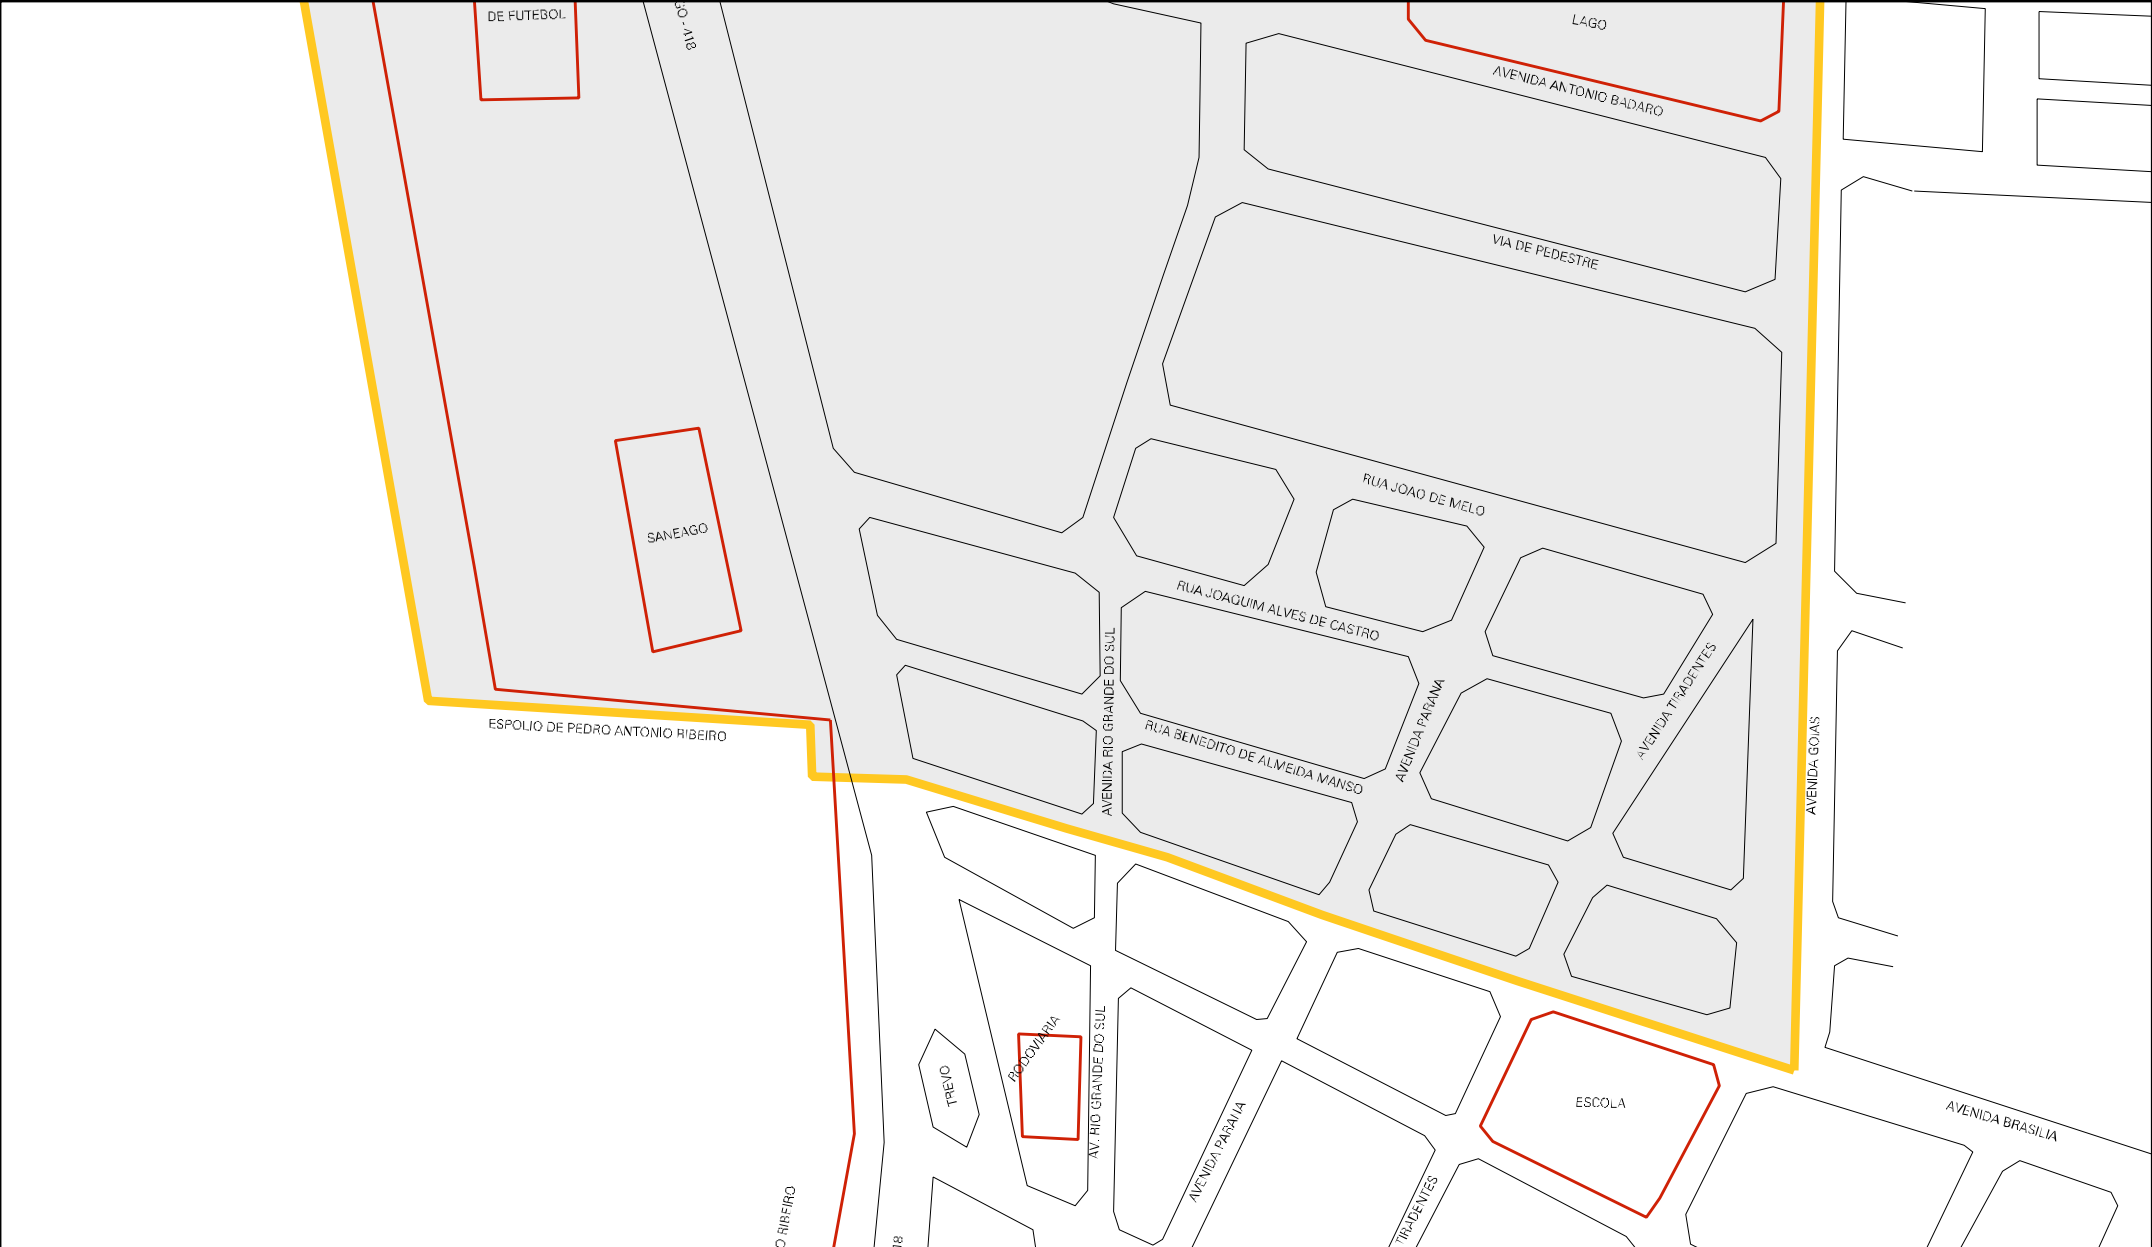 DE FUTEBOL
GO - 418
LAGO
AVENIDA ANTONIO BADARO
VIA DE PEDESTRE
RUA JOAO DE MELO
SANEAGO
RUA JOAQUIM ALVES DE CASTRO
AVENIDA RIO GRANDE DO SUL
AVENIDA PARANA
AVENIDA TIRADENTES
AVENIDA GOIAS
ESPOLIO DE PEDRO ANTONIO RIBEIRO
RUA BENEDITO DE ALMEIDA MANSO
RODOVIARIA
TREVO
AV. RIO GRANDE DO SUL
AVENIDA PARANA
ESCOLA
AVENIDA BRASILIA
TIRADENTES
O RIBEIRO
18